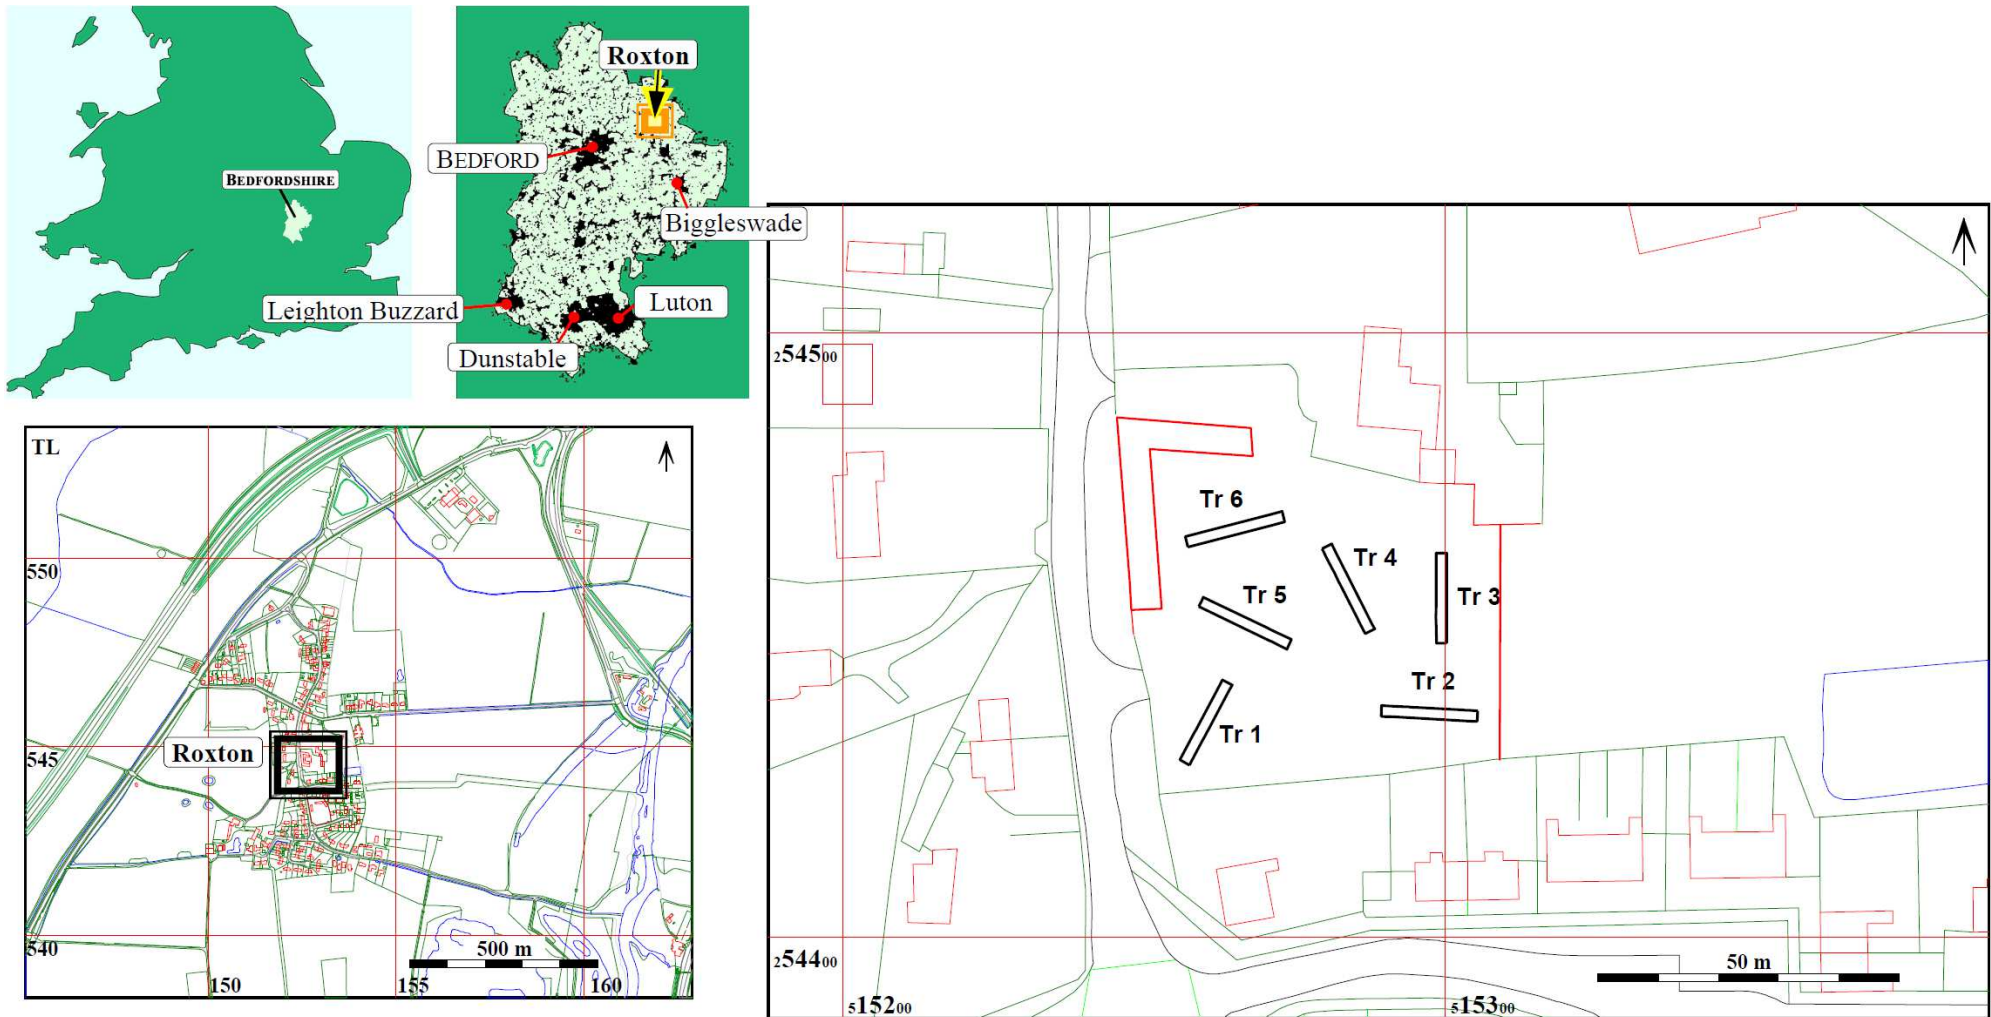 Roxton
BEDFORD
BEDFORDSHIRE
Biggleswade
Leighton Buzzard
Luton
Dunstable
TL
550
Roxton
545
540
500 m
150
155
160
254500
Tr 6
Tr 4
Tr 5
Tr 3
Tr 2
Tr 1
254400
50 m
515200
515300